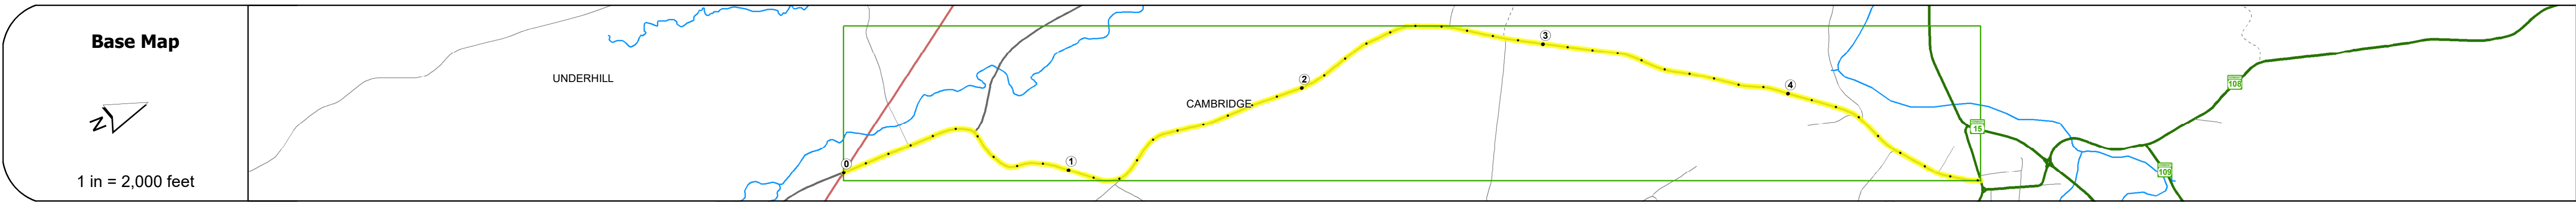 Base Map
N
1 in = 2,000 feet
UNDERHILL
CAMBRIDGE
0
1
2
3
4
15
108
109